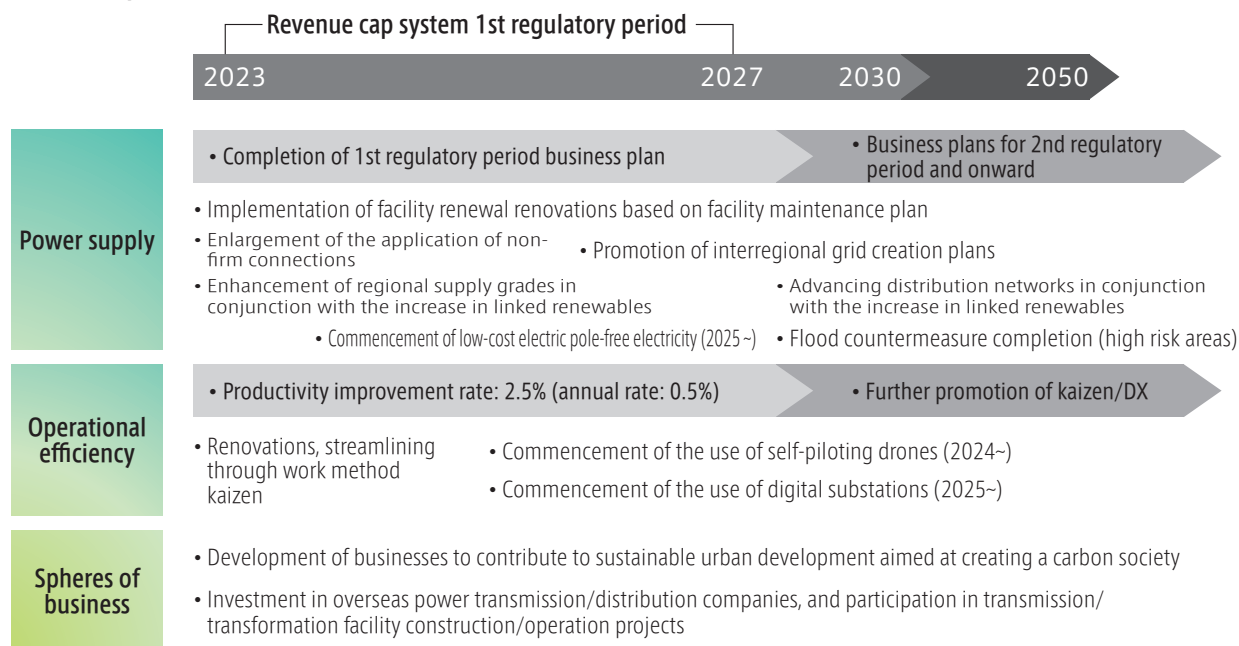 Revenue cap system 1st regulatory period
2023
2027
2030
2050
Power supply
• Completion of 1st regulatory period business plan
• Business plans for 2nd regulatory
period and onward
• Implementation of facility renewal renovations based on facility maintenance plan
• Enlargement of the application of non-
firm connections
• Promotion of interregional grid creation plans
• Enhancement of regional supply grades in
conjunction with the increase in linked renewables
• Advancing distribution networks in conjunction
with the increase in linked renewables
• Commencement of low-cost electric pole-free electricity (2025~)
• Flood countermeasure completion (high risk areas)
Operational
efficiency
• Productivity improvement rate: 2.5% (annual rate: 0.5%)
• Further promotion of kaizen/DX
• Renovations, streamlining
through work method
kaizen
• Commencement of the use of self-piloting drones (2024~)
• Commencement of the use of digital substations (2025~)
Spheres of
business
• Development of businesses to contribute to sustainable urban development aimed at creating a carbon society
• Investment in overseas power transmission/distribution companies, and participation in transmission/
transformation facility construction/operation projects